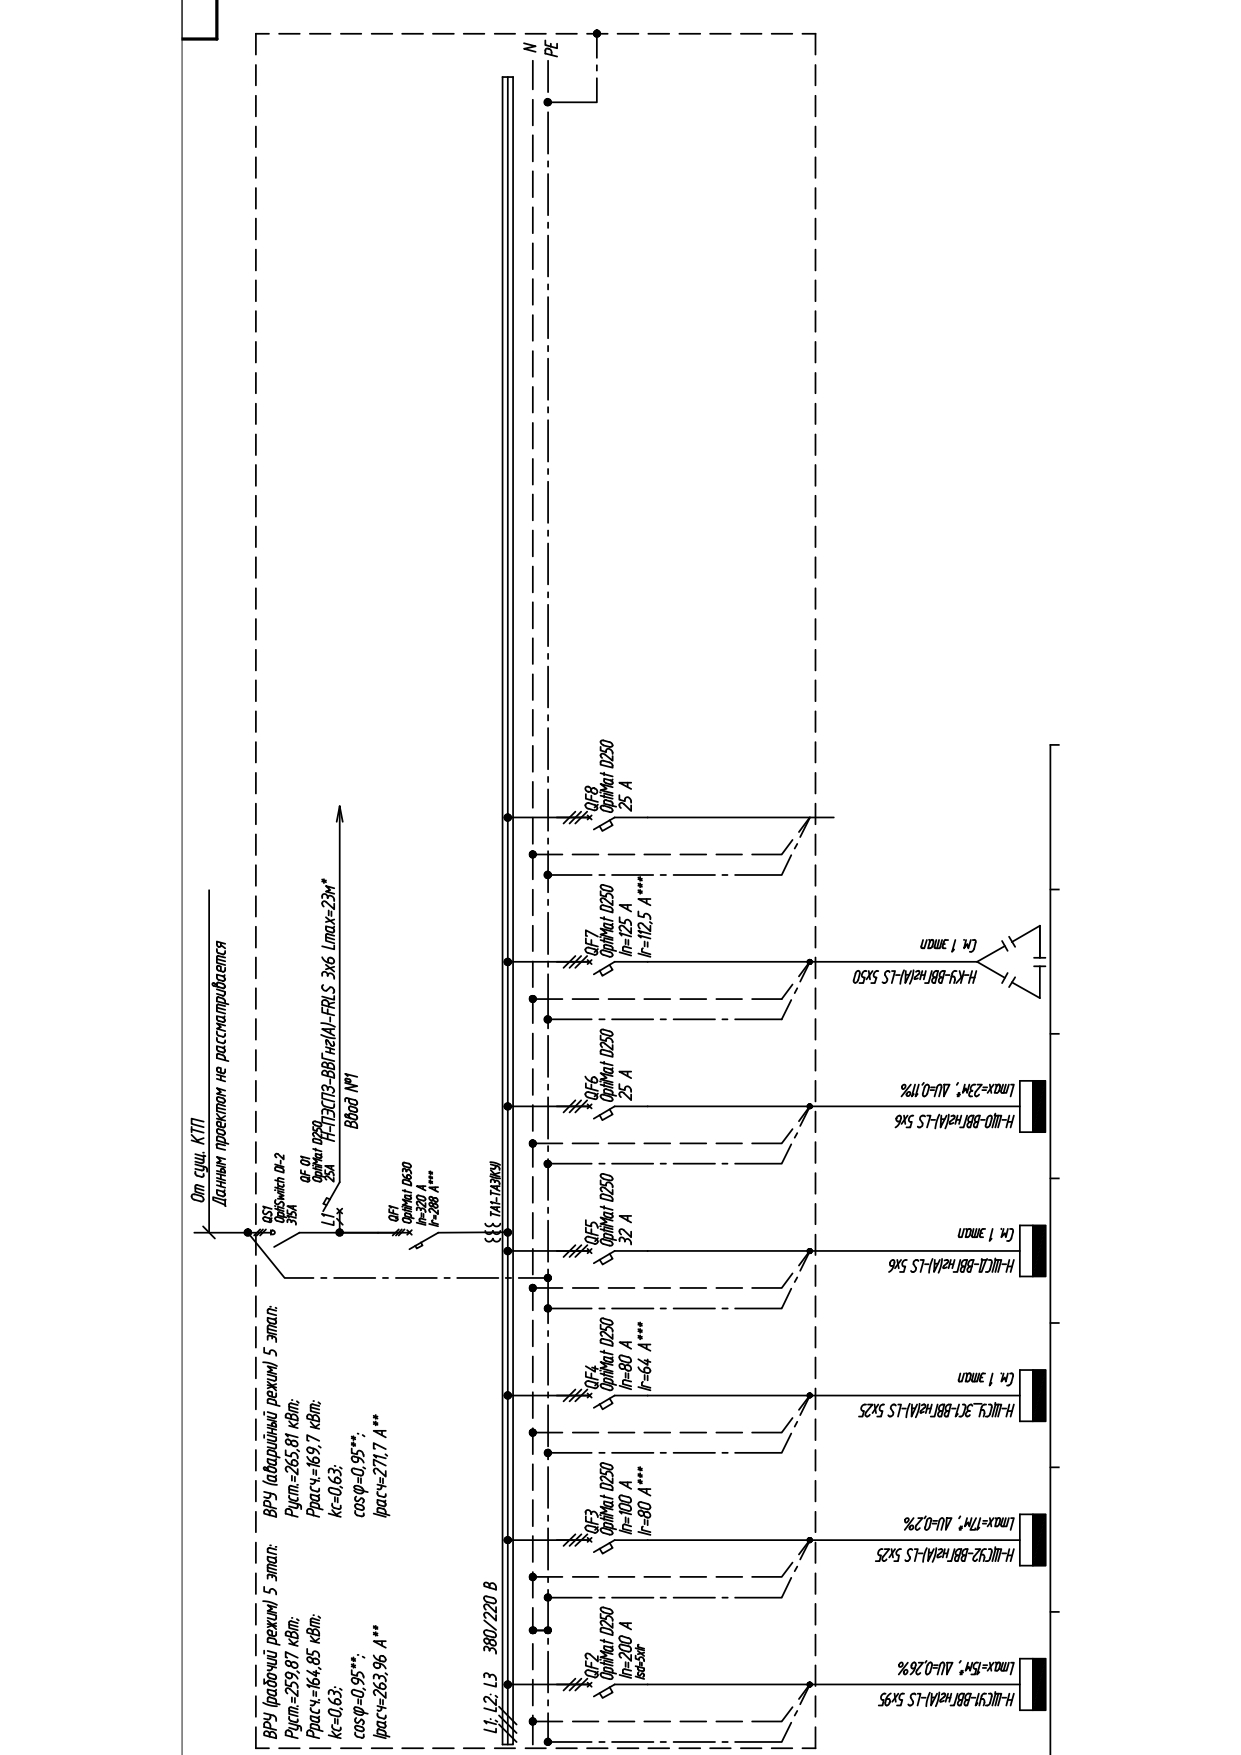 От сущ. КТП
Данным проектом не рассматривается
ВРУ (рабочий режим) 5 этап:
Руст.=259,87 кВт;
Ррасч.=164,85 кВт;
kc=0,63;
cosφ=0,95**;
Iрасч=263,96 А**
ВРУ (аварийный режим) 5 этап:
Руст.=265,81 кВт;
Ррасч.=169,7 кВт;
kc=0,63;
cosφ=0,95**;
Iрасч=271,7 А**
QS1
OptiSwitch DI-2
315А
QF 01
OptiMat D250
25А
L1
Н-ПЭСПЗ-ВВГнг(А)-FRLS 3х6 Lmax=23м*
Ввод №1
QF1
OptiMat D630
In=320 А
Ir=288 А***
ТА1-ТА3(КУ)
L1; L2; L3 380/220 В
N
PE
QF2
OptiMat D250
In=200 А
Isd=5xIr
QF3
OptiMat D250
In=100 А
Ir=80 А***
QF4
OptiMat D250
In=80 А
Ir=64 А***
QF5
OptiMat D250
32 А
QF6
OptiMat D250
25 А
QF7
OptiMat D250
In=125 А
Ir=112,5 А***
QF8
OptiMat D250
25 А
Н-ЩСУ1-ВВГнг(А)-LS 5х95
Lmax=15м*, ΔU=0,26%
Н-ЩСУ2-ВВГнг(А)-LS 5х25
Lmax=17м*, ΔU=0,2%
Н-ЩСУ_ЭС1-ВВГнг(А)-LS 5х25
См. 1 этап
Н-ЩСД-ВВГнг(А)-LS 5х6
См. 1 этап
Н-ЩО-ВВГнг(А)-LS 5х6
Lmax=23м*, ΔU=0,11%
Н-КУ-ВВГнг(А)-LS 5х50
См. 1 этап